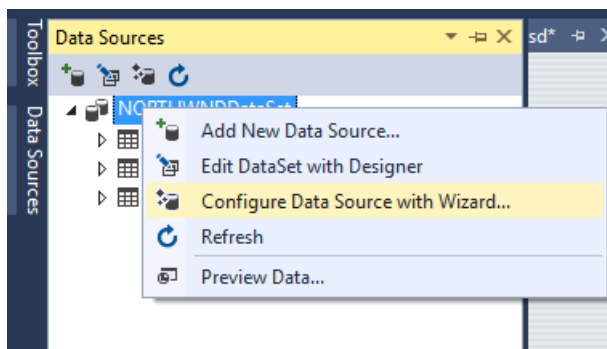 Toolbox
Data Sources
Data Sources
sd*
NORTHWNDDataSet
Add New Data Source...
Edit DataSet with Designer
Configure Data Source with Wizard...
Refresh
Preview Data...